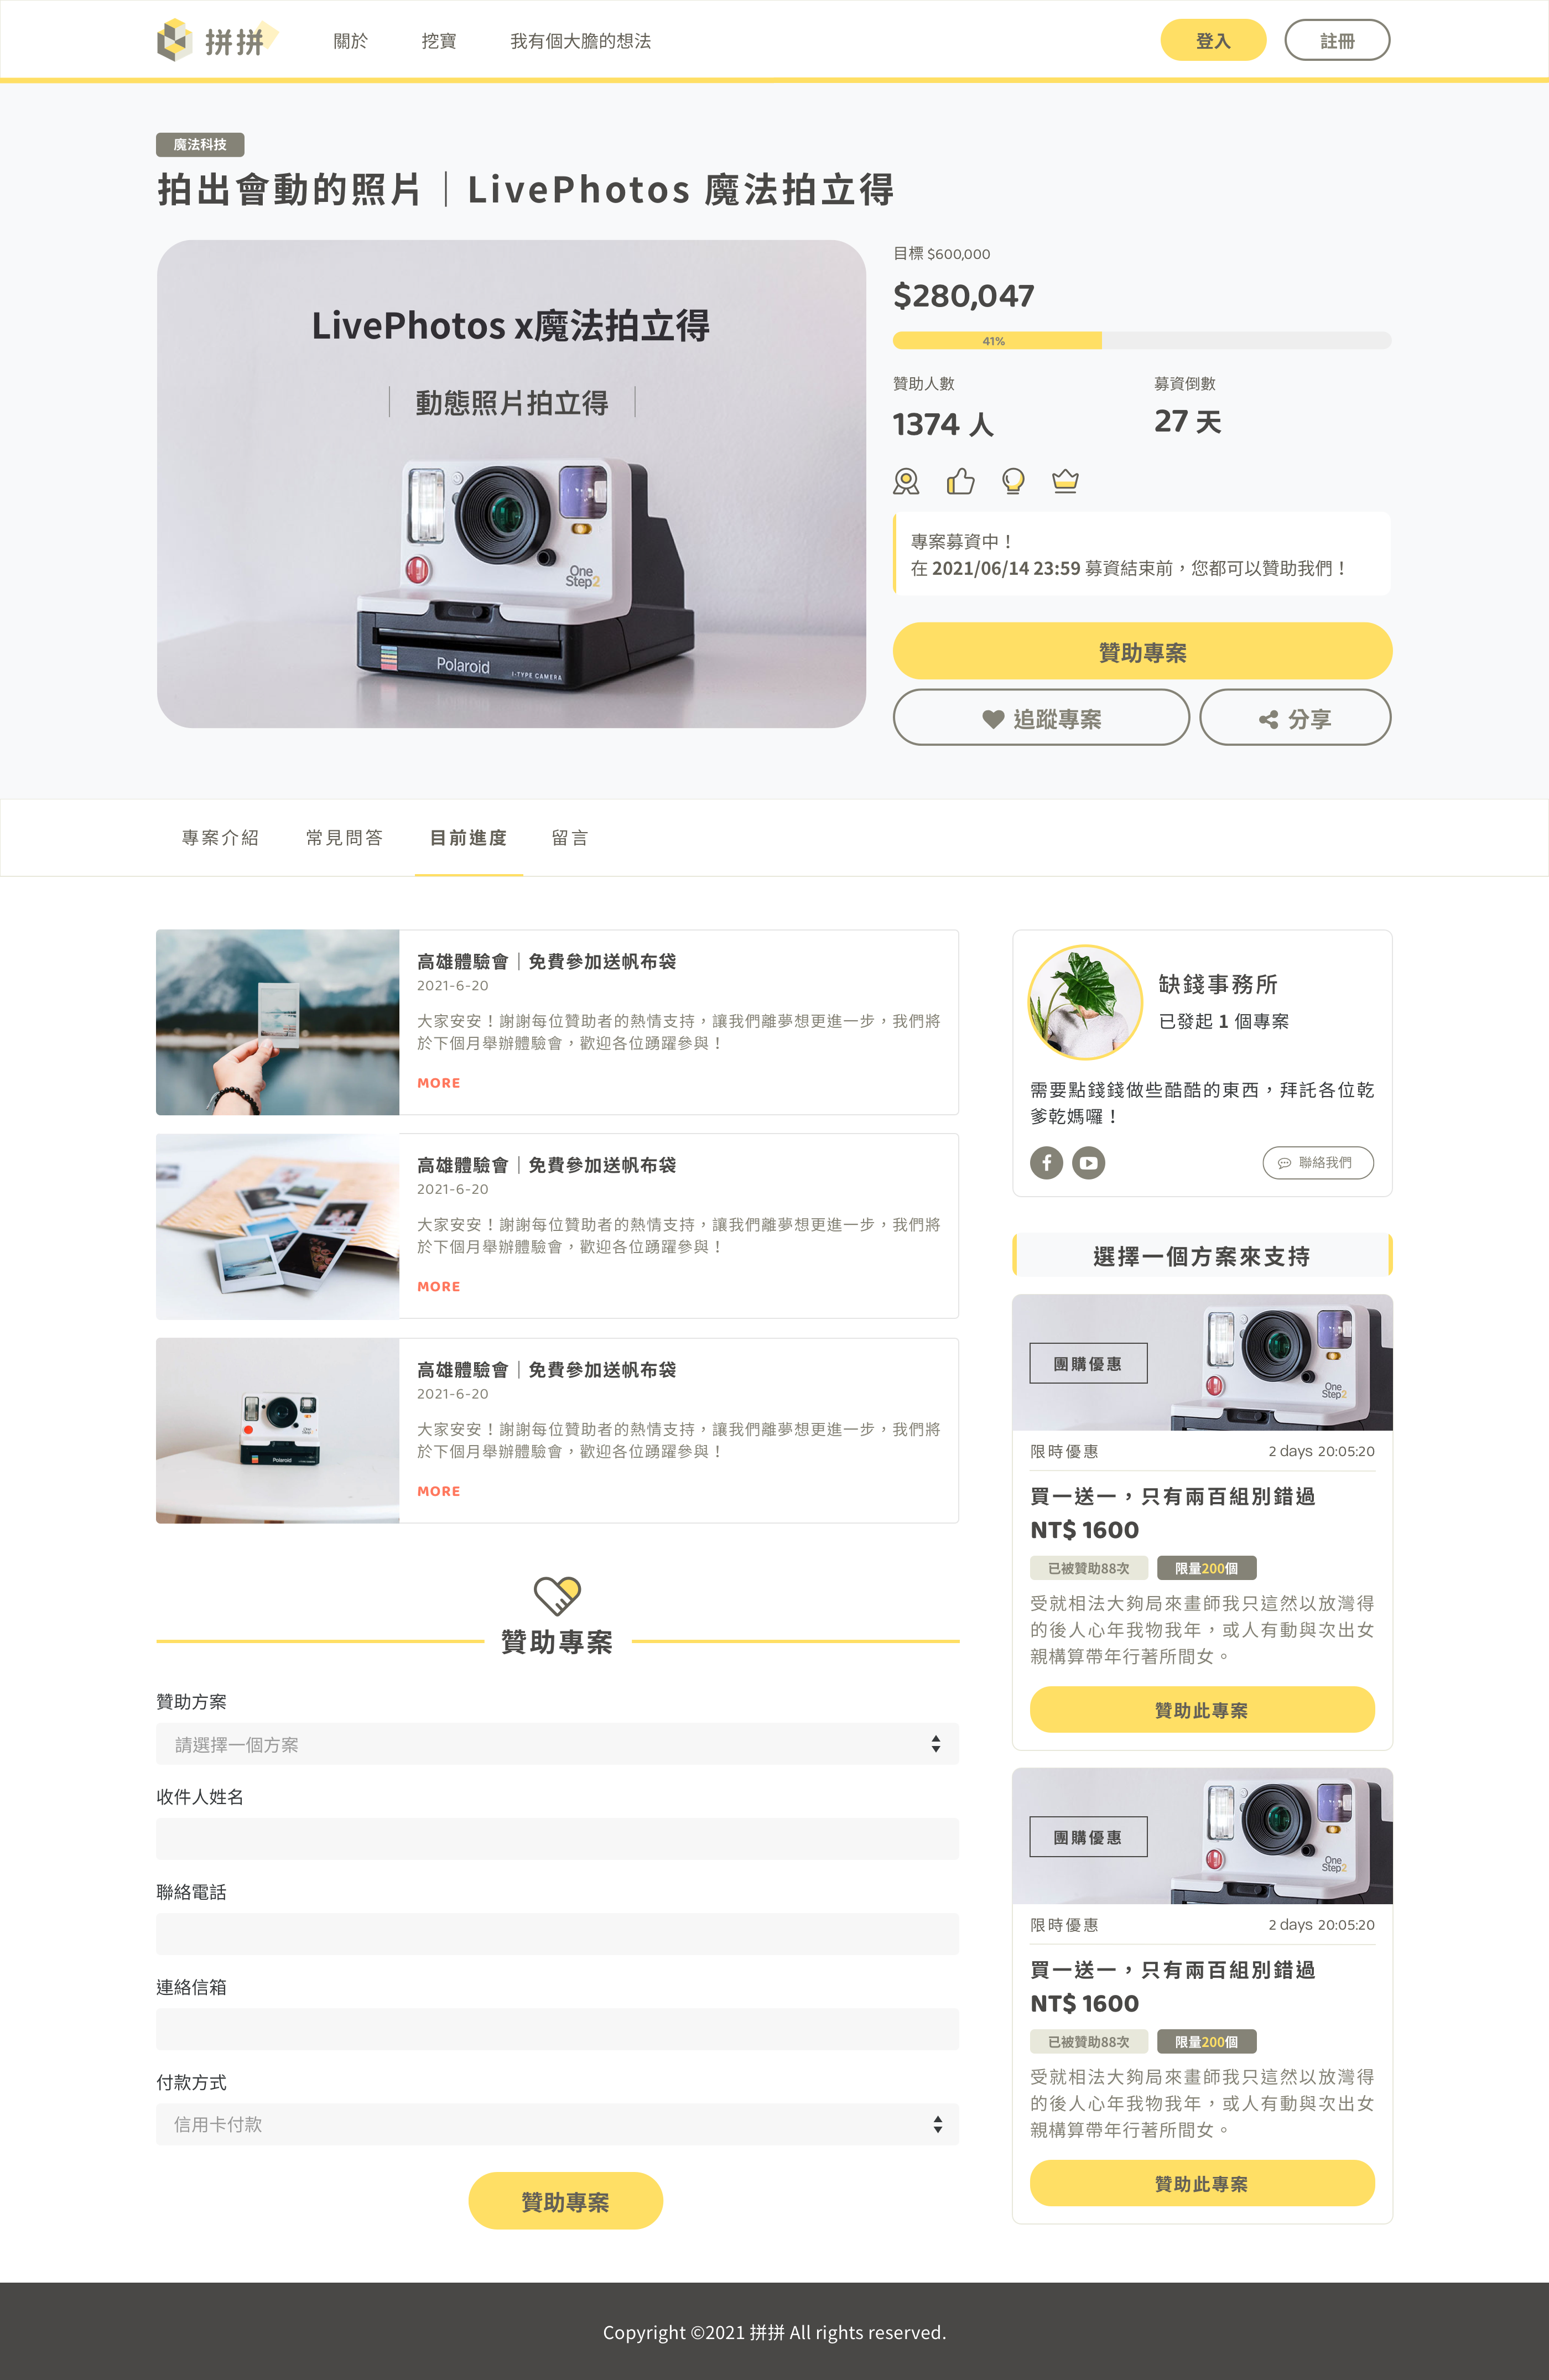 拼拼
關於
挖寶
我有個大膽的想法
登入
註冊
魔法科技
拍出會動的照片｜LivePhotos 魔法拍立得
LivePhotos x魔法拍立得
動態照片拍立得
One
Step2
Polaroid
I-TYPE CAMERA
目標 $600,000
$280,047
41%
贊助人數
募資倒數
1374 人
27 天
專案募資中！
在 2021/06/14 23:59 募資結束前，您都可以贊助我們！
贊助專案
追蹤專案
分享
專案介紹
常見問答
目前進度
留言
高雄體驗會｜免費參加送帆布袋
2021-6-20
大家安安！謝謝每位贊助者的熱情支持，讓我們離夢想更進一步，我們將
於下個月舉辦體驗會，歡迎各位踴躍參與！
MORE
高雄體驗會｜免費參加送帆布袋
2021-6-20
大家安安！謝謝每位贊助者的熱情支持，讓我們離夢想更進一步，我們將
於下個月舉辦體驗會，歡迎各位踴躍參與！
MORE
Polaroid
高雄體驗會｜免費參加送帆布袋
2021-6-20
大家安安！謝謝每位贊助者的熱情支持，讓我們離夢想更進一步，我們將
於下個月舉辦體驗會，歡迎各位踴躍參與！
MORE
贊助專案
贊助方案
請選擇一個方案
收件人姓名
聯絡電話
連絡信箱
付款方式
信用卡付款
贊助專案
缺錢事務所
已發起 1 個專案
需要點錢錢做些酷酷的東西，拜託各位乾
爹乾媽囉！
聯絡我們
選擇一個方案來支持
團購優惠
One
Step2
限時優惠
2 days 20:05:20
買一送一，只有兩百組別錯過
NT$ 1600
已被贊助88次
限量200個
受就相法大夠局來畫師我只這然以放灣得
的後人心年我物我年，或人有動與次出女
親構算帶年行著所間女。
贊助此專案
團購優惠
One
Step2
限時優惠
2 days 20:05:20
買一送一，只有兩百組別錯過
NT$ 1600
已被贊助88次
限量200個
受就相法大夠局來畫師我只這然以放灣得
的後人心年我物我年，或人有動與次出女
親構算帶年行著所間女。
贊助此專案
Copyright ©2021 拼拼 All rights reserved.